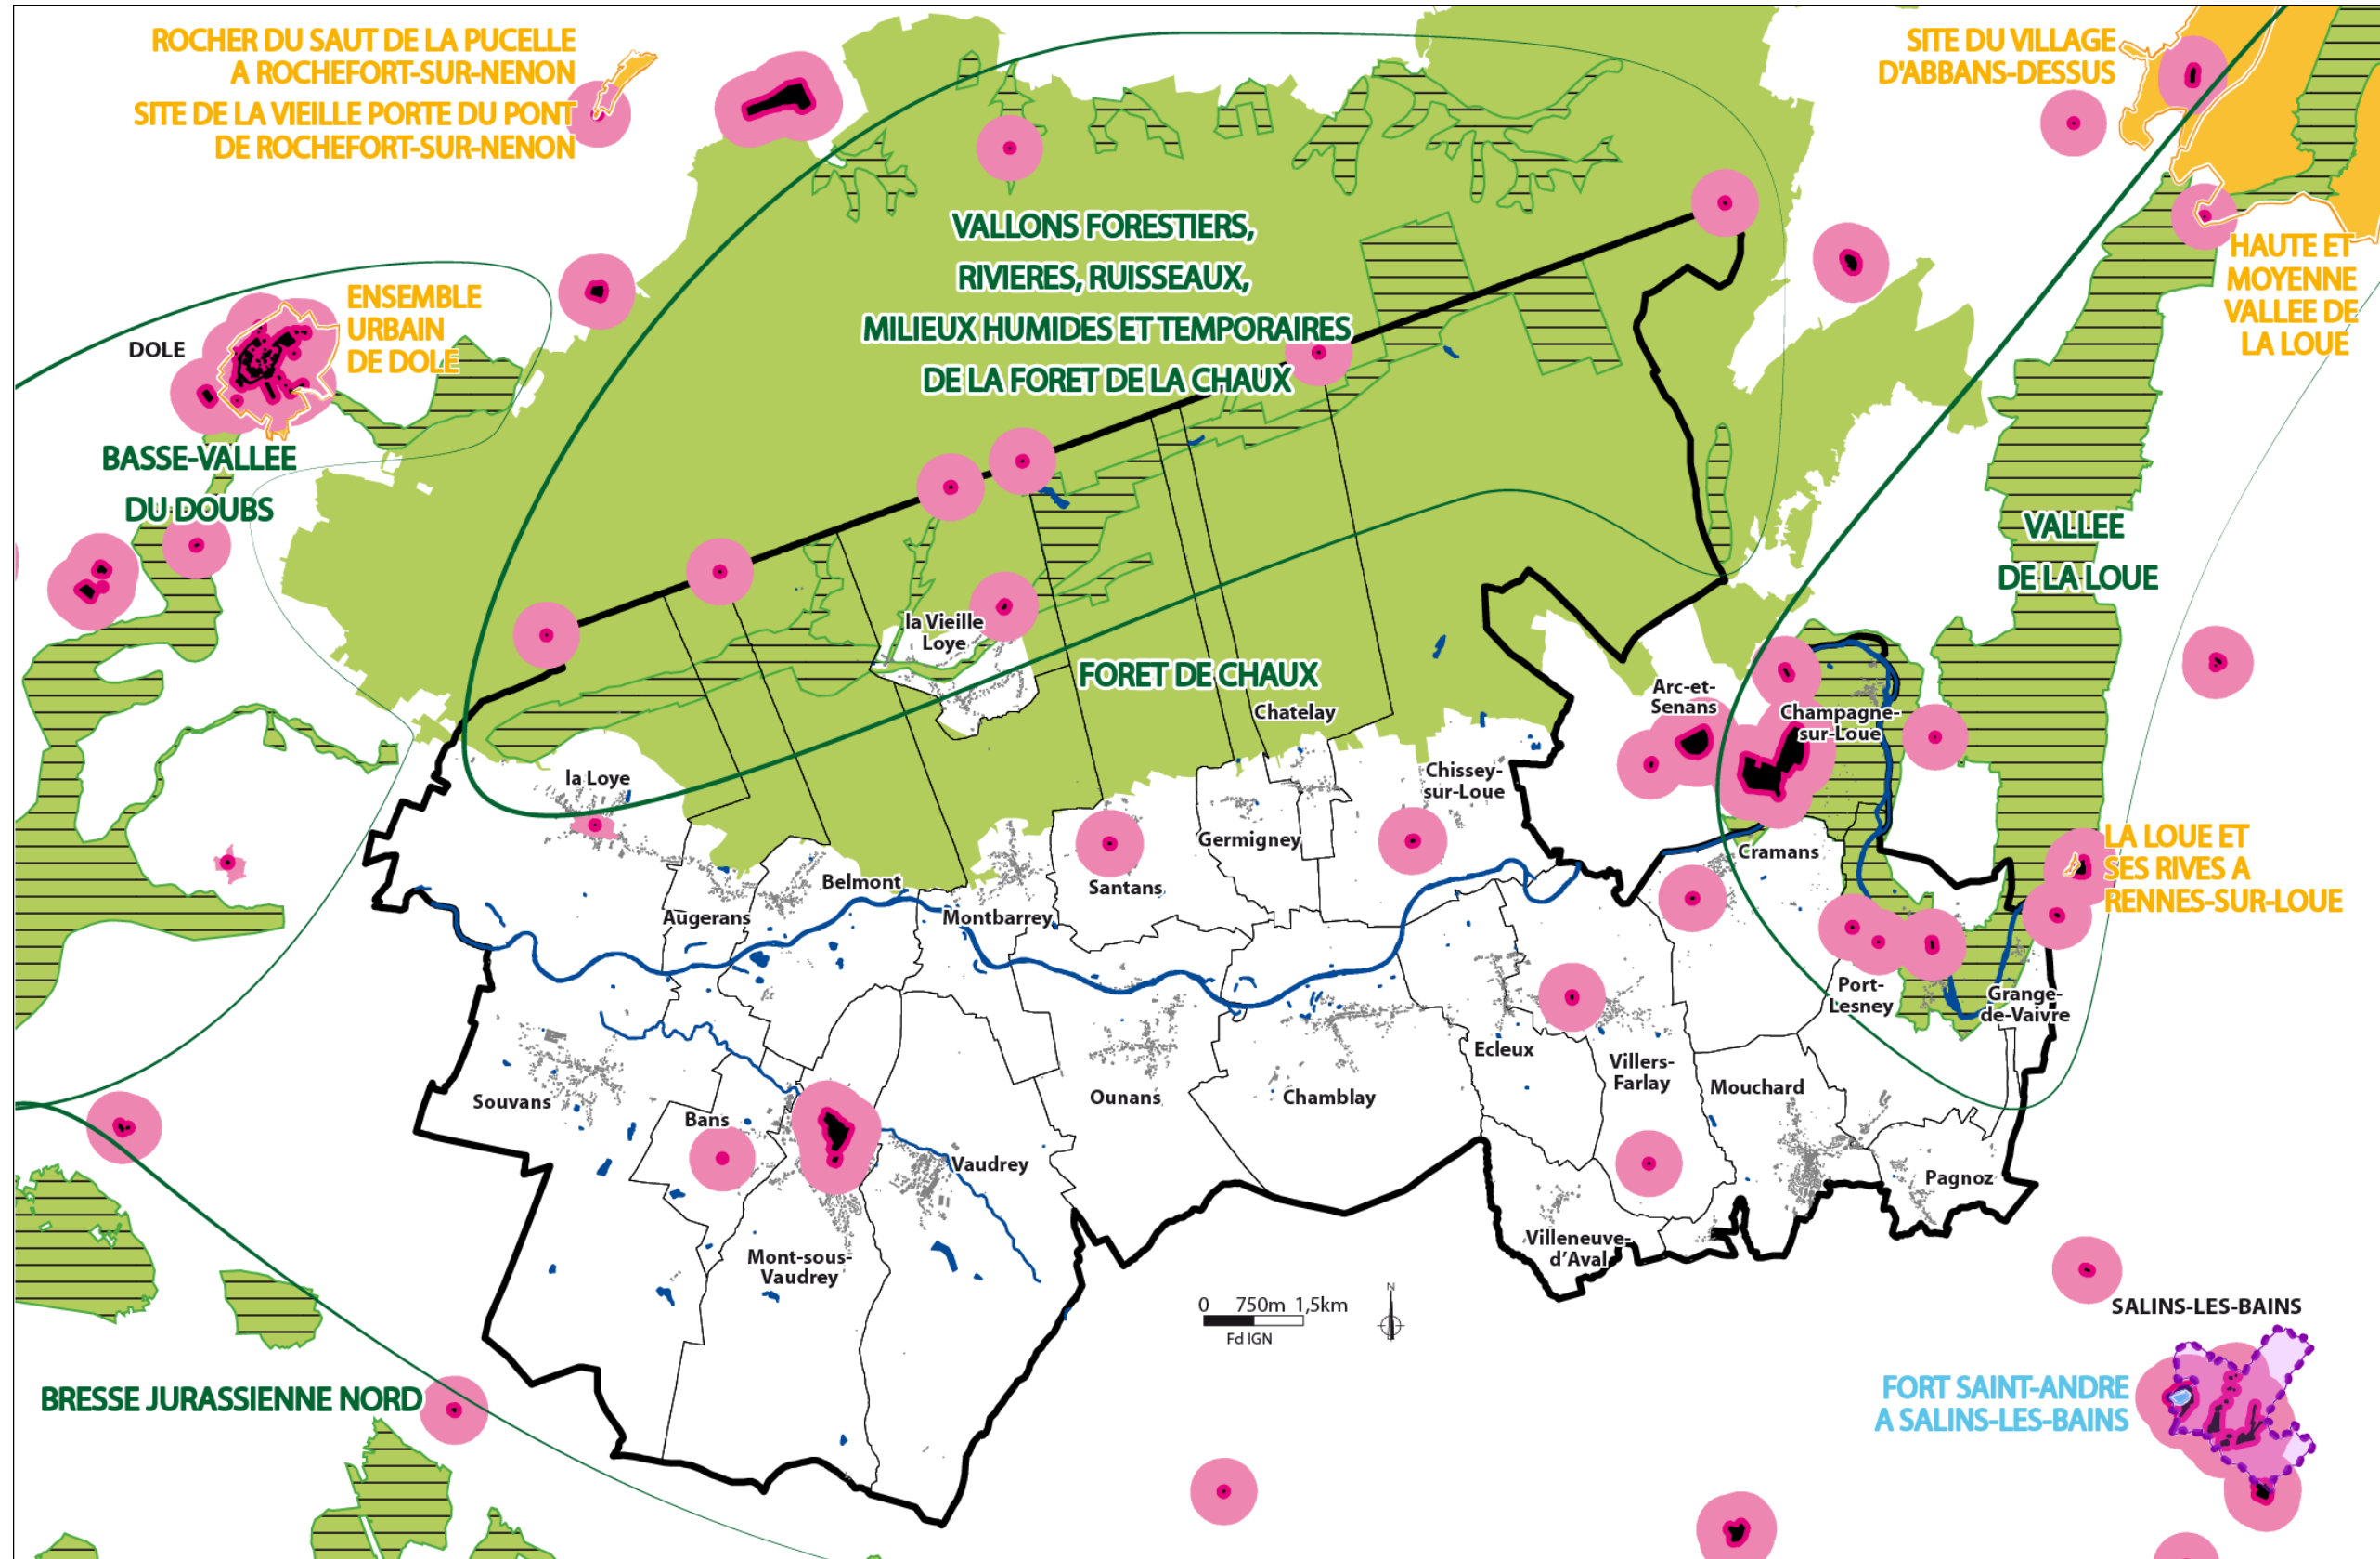 ROCHER DU SAUT DE LA PUCELLE
A ROCHEFORT-SUR-NENON
SITE DE LA VIEILLE PORTE DU PONT
DE ROCHEFORT-SUR-NENON
SITE DU VILLAGE
D'ABBANS-DESSUS
VALLONS FORESTIERS,
RIVIERES, RUISSEAUX,
MILIEUX HUMIDES ET TEMPORAIRES
DE LA FORET DE LA CHAUX
HAUTE ET
MOYENNE
VALLEE DE
LA LOUE
ENSEMBLE
URBAIN
DE DOLE
DOLE
BASSE-VALLEE
DU DOUBS
VALLEE
DE LA LOUE
la Vieille
Loye
FORET DE CHAUX
Chatelay
Arc-et-
Senans
Champagne-
sur-Loue
la Loye
Chissey-
sur-Loue
Germigney
Cramans
LA LOUE ET
SES RIVES A
RENNES-SUR-LOUE
Belmont
Santans
Augerans
Montbarrey
Port-
Lesney
Grange-
de-Vaivre
Ecleux
Villers-
Farlay
Mouchard
Souvans
Bans
Ounans
Chamblay
Vaudrey
Pagnoz
Mont-sous-
Vaudrey
Villeneuve-
d'Aval
N
0 750m 1,5km
Fd IGN
SALINS-LES-BAINS
FORT SAINT-ANDRE
A SALINS-LES-BAINS
BRESSE JURASSIENNE NORD